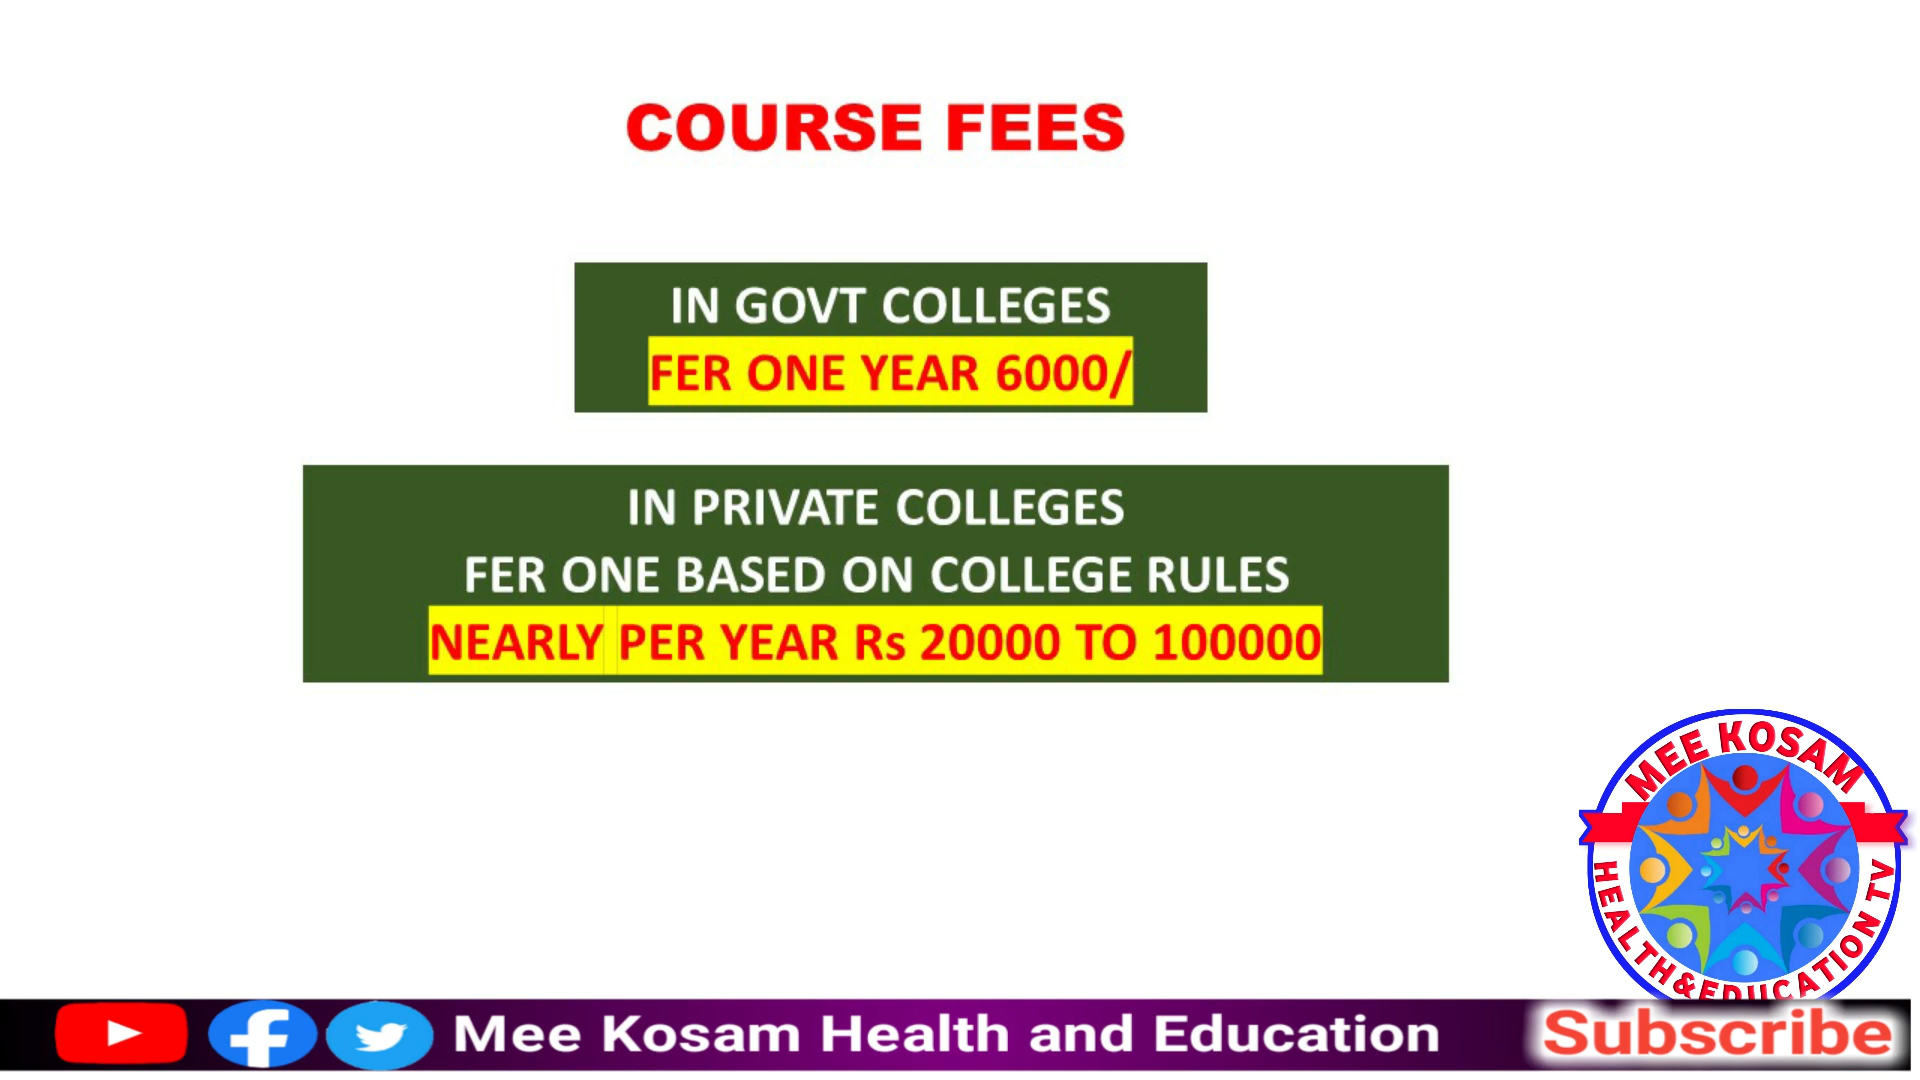 COURSE FEES
IN GOVT COLLEGES
FER ONE YEAR 6000/
IN PRIVATE COLLEGES
FER ONE BASED ON COLLEGE RULES
NEARLY PER YEAR Rs 20000 TO 100000
MEE KOSAM
HEALTH&EDUCATION TV
Mee Kosam Health and Education
Subscribe